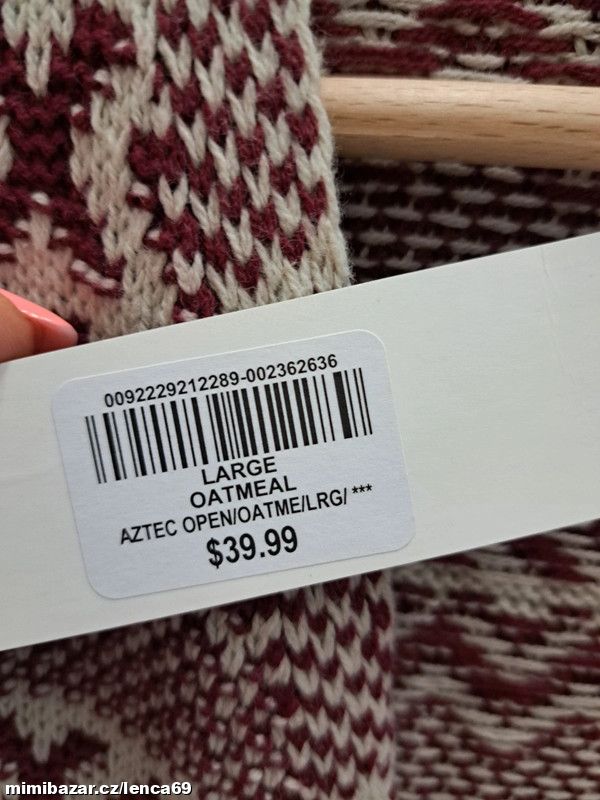 0092229212289-002362636
LARGE
OATMEAL
AZTEC OPEN/OATME/LRG/ ***
$39.99
mimibazar.cz/lenca69